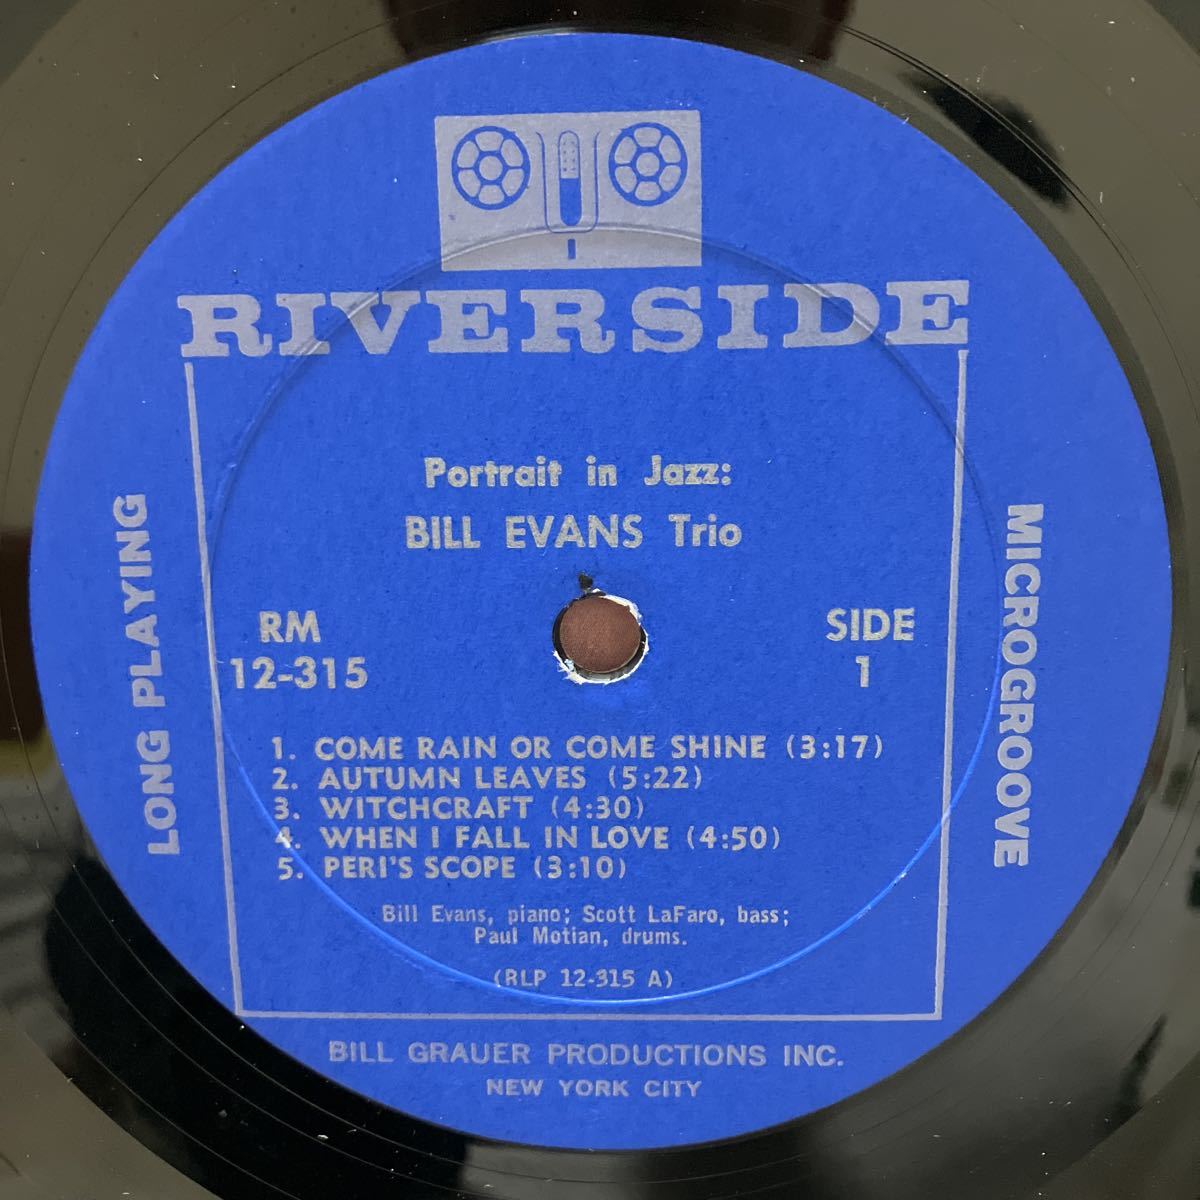 RIVERSIDE
Portrait in Jazz:
BILL EVANS Trio
RM
12-315
SIDE
1
LONG PLAYING
MICROGROOVE
1. COME RAIN OR COME SHINE (3:17)
2. AUTUMN LEAVES (5:22)
3. WITCHCRAFT (4:30)
4. WHEN I FALL IN LOVE (4:50)
5. PERI'S SCOPE (3:10)
Bill Evans, piano; Scott LaFaro, bass;
Paul Motian, drums.
(RLP 12-315 A)
BILL GRAUER PRODUCTIONS INC.
NEW YORK CITY